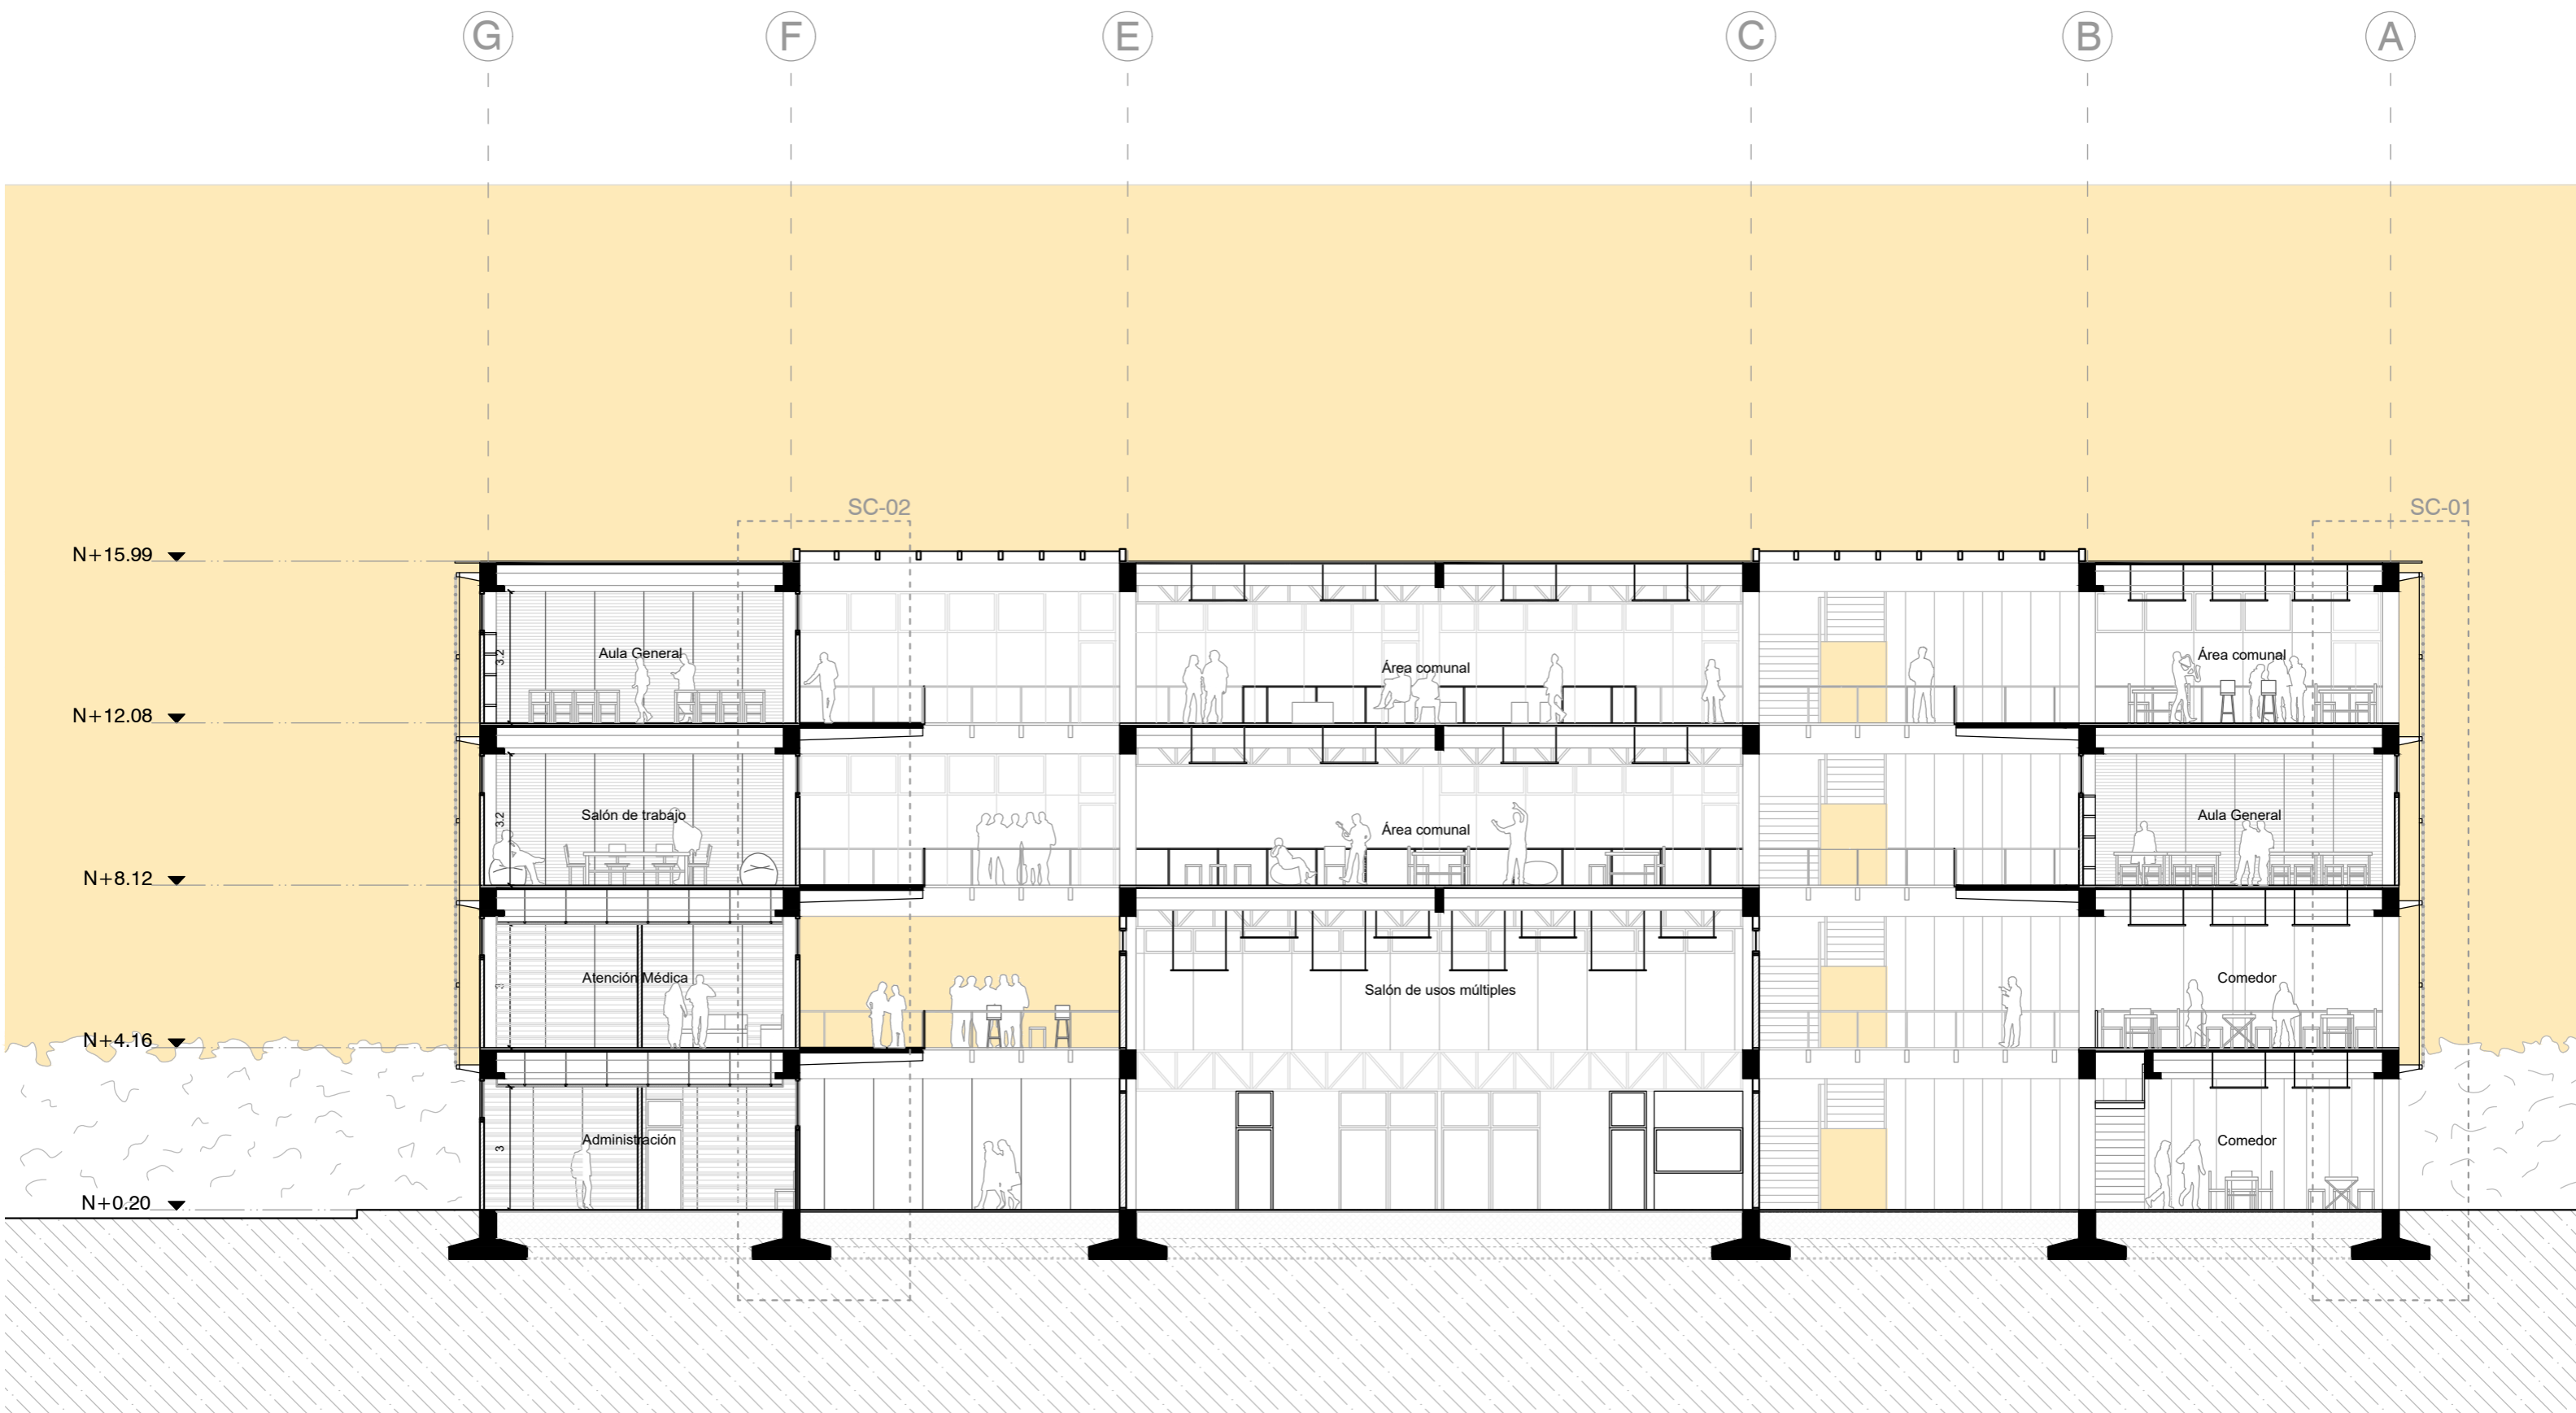 G F E C B A
SC-02 SC-01
N+15.99
Aula General Área comunal Área comunal
3.2
N+12.08
Salón de trabajo Área comunal Aula General
3.2
N+8.12
Atención Médica Salón de usos múltiples Comedor
3
N+4.16
Administración Comedor
3
N+0.20